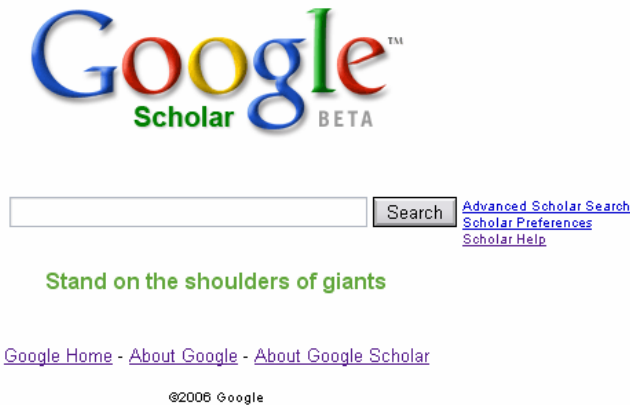 Google™
Scholar BETA
Search
Advanced Scholar Search
Scholar Preferences
Scholar Help
Stand on the shoulders of giants
Google Home - About Google - About Google Scholar
©2006 Google